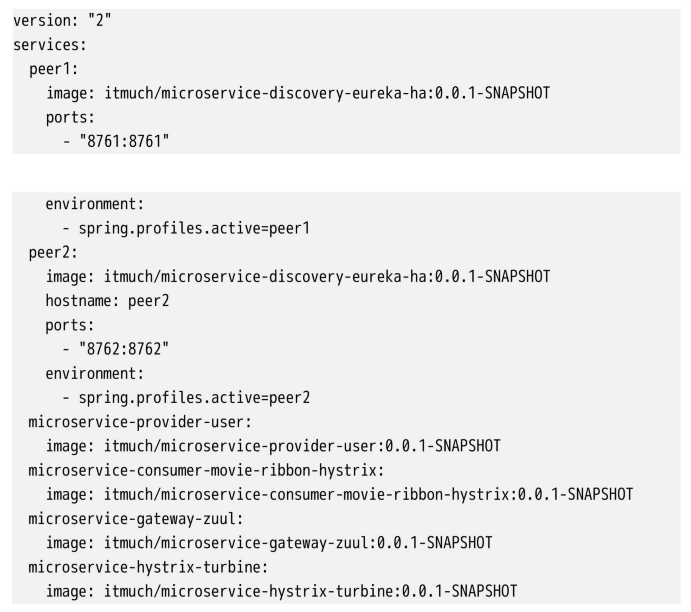 version: "2"
services:
  peer1:
    image: itmuch/microservice-discovery-eureka-ha:0.0.1-SNAPSHOT
    ports:
      - "8761:8761"
    environment:
      - spring.profiles.active=peer1
  peer2:
    image: itmuch/microservice-discovery-eureka-ha:0.0.1-SNAPSHOT
    hostname: peer2
    ports:
      - "8762:8762"
    environment:
      - spring.profiles.active=peer2
  microservice-provider-user:
    image: itmuch/microservice-provider-user:0.0.1-SNAPSHOT
  microservice-consumer-movie-ribbon-hystrix:
    image: itmuch/microservice-consumer-movie-ribbon-hystrix:0.0.1-SNAPSHOT
  microservice-gateway-zuul:
    image: itmuch/microservice-gateway-zuul:0.0.1-SNAPSHOT
  microservice-hystrix-turbine:
    image: itmuch/microservice-hystrix-turbine:0.0.1-SNAPSHOT